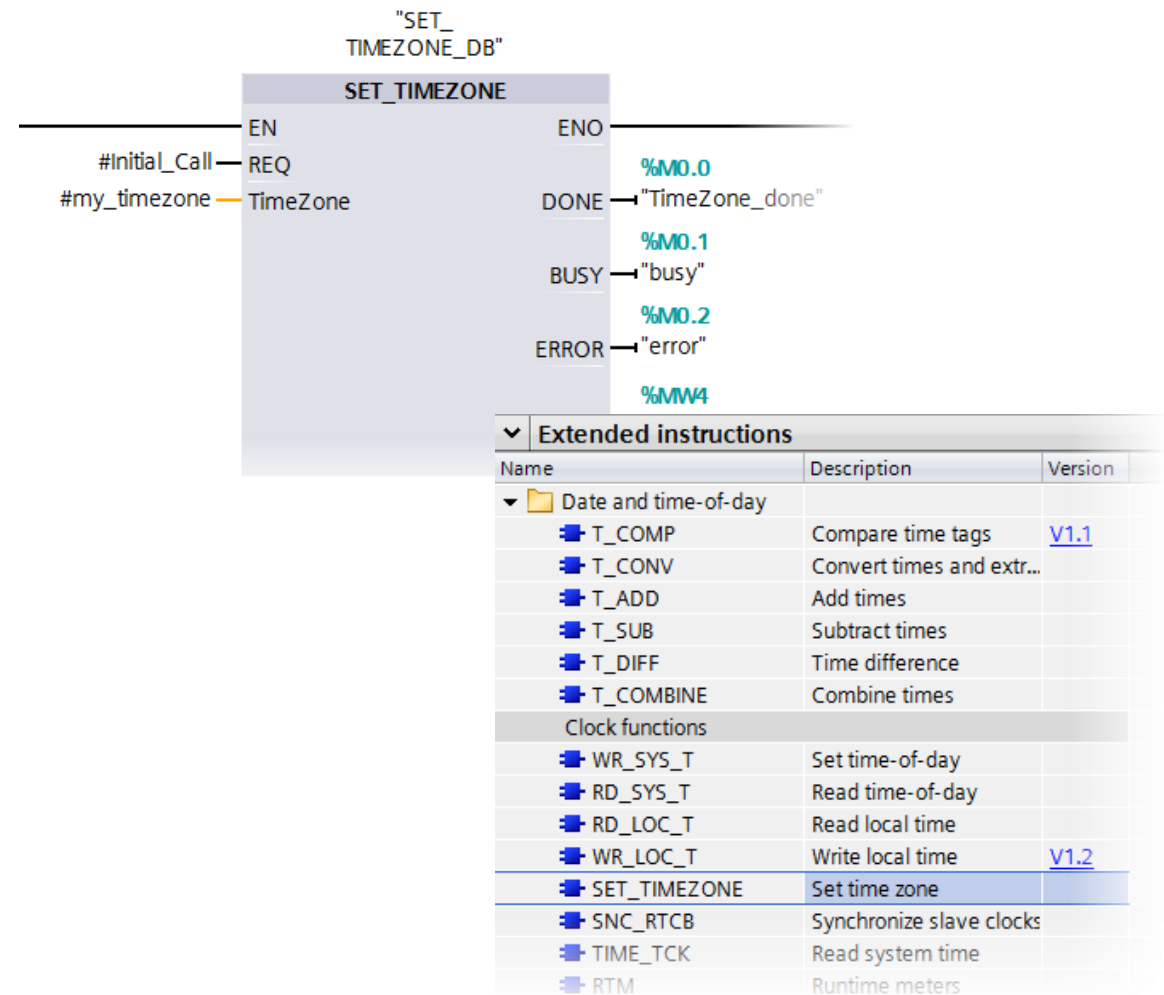 "SET_
TIMEZONE_DB"
SET_TIMEZONE
EN ENO
#Initial_Call REQ
%M0.0
#my_timezone TimeZone DONE "TimeZone_done"
%M0.1
BUSY "busy"
%M0.2
ERROR "error"
%MW4
Extended instructions
Name Description Version
Date and time-of-day
T_COMP Compare time tags V1.1
T_CONV Convert times and extr...
T_ADD Add times
T_SUB Subtract times
T_DIFF Time difference
T_COMBINE Combine times
Clock functions
WR_SYS_T Set time-of-day
RD_SYS_T Read time-of-day
RD_LOC_T Read local time
WR_LOC_T Write local time V1.2
SET_TIMEZONE Set time zone
SNC_RTCB Synchronize slave clocks
TIME_TCK Read system time
RTM Runtime meters